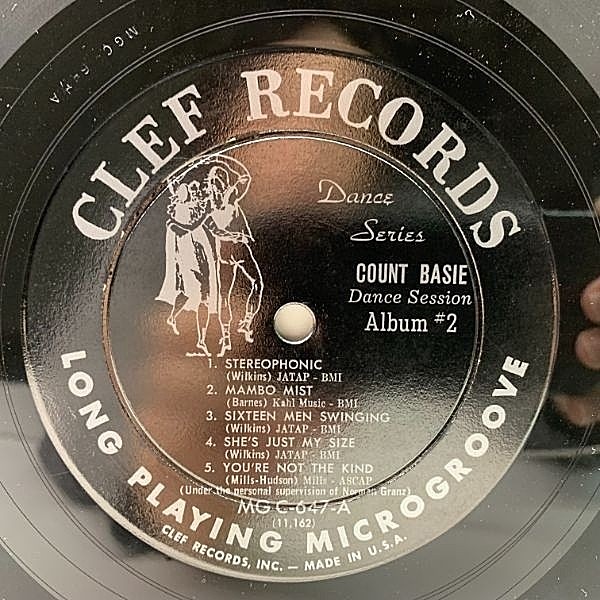 CLEF RECORDS
Dance
Series
COUNT BASIE
Dance Session
Album #2
1. STEREOPHONIC
(Wilkins) JATAP - BMI
2. MAMBO MIST
(Barnes) Kahl Music - BMI
3. SIXTEEN MEN SWINGING
(Wilkins) JATAP - BMI
4. SHE'S JUST MY SIZE
(Wilkins) JATAP - BMI
5. YOU'RE NOT THE KIND
(Mills-Hudson) Mills - ASCAP
(Under the personal supervision of Norman Granz)
MG C-647-A
(11,162)
LONG PLAYING MICROGROOVE
CLEF RECORDS, INC. — MADE IN U.S.A.
MGC